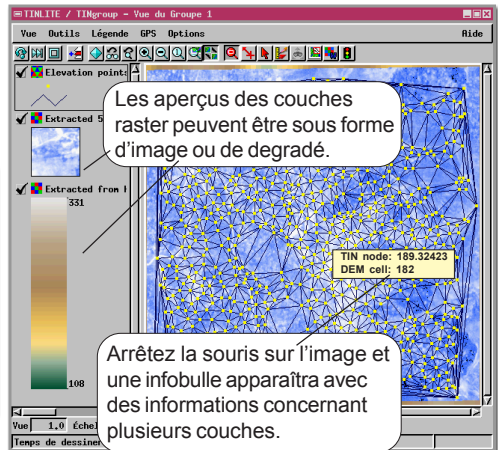 TINLITE / TINgroup - Vue du Groupe 1
Vue Outils Légende GPS Options Aide
Elevation points
Extracted 5
Extracted from
331
108
Les aperçus des couches
raster peuvent être sous forme
d'image ou de degradé.
TIN node: 189.32423
DEM cell: 182
Arrêtez la souris sur l'image et
une infobulle apparaîtra avec
des informations concernant
plusieurs couches.
Vue 1.0 Échel
Temps de dessiner